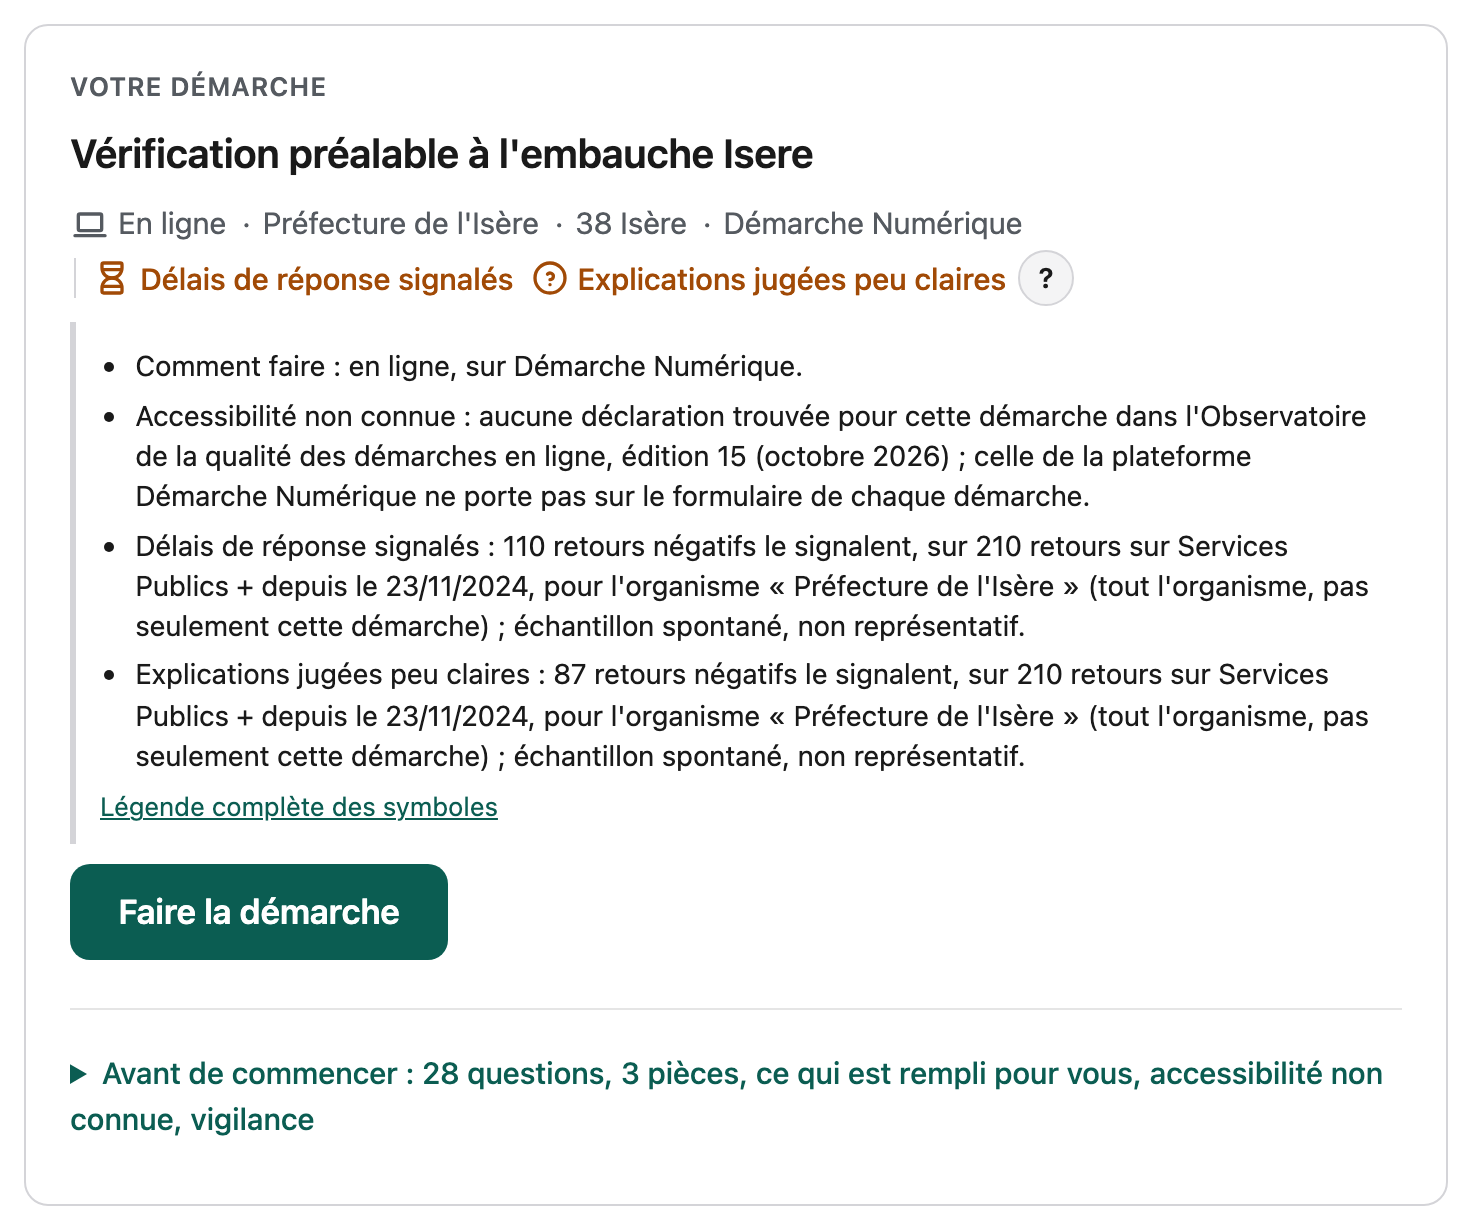 VOTRE DÉMARCHE
Vérification préalable à l'embauche Isere
En ligne · Préfecture de l'Isère · 38 Isère · Démarche Numérique
Délais de réponse signalés ? Explications jugées peu claires ?
• Comment faire : en ligne, sur Démarche Numérique.
• Accessibilité non connue : aucune déclaration trouvée pour cette démarche dans l'Observatoire
de la qualité des démarches en ligne, édition 15 (octobre 2026) ; celle de la plateforme
Démarche Numérique ne porte pas sur le formulaire de chaque démarche.
• Délais de réponse signalés : 110 retours négatifs le signalent, sur 210 retours sur Services
Publics + depuis le 23/11/2024, pour l'organisme « Préfecture de l'Isère » (tout l'organisme, pas
seulement cette démarche) ; échantillon spontané, non représentatif.
• Explications jugées peu claires : 87 retours négatifs le signalent, sur 210 retours sur Services
Publics + depuis le 23/11/2024, pour l'organisme « Préfecture de l'Isère » (tout l'organisme, pas
seulement cette démarche) ; échantillon spontané, non représentatif.
Légende complète des symboles
Faire la démarche
▶ Avant de commencer : 28 questions, 3 pièces, ce qui est rempli pour vous, accessibilité non
connue, vigilance